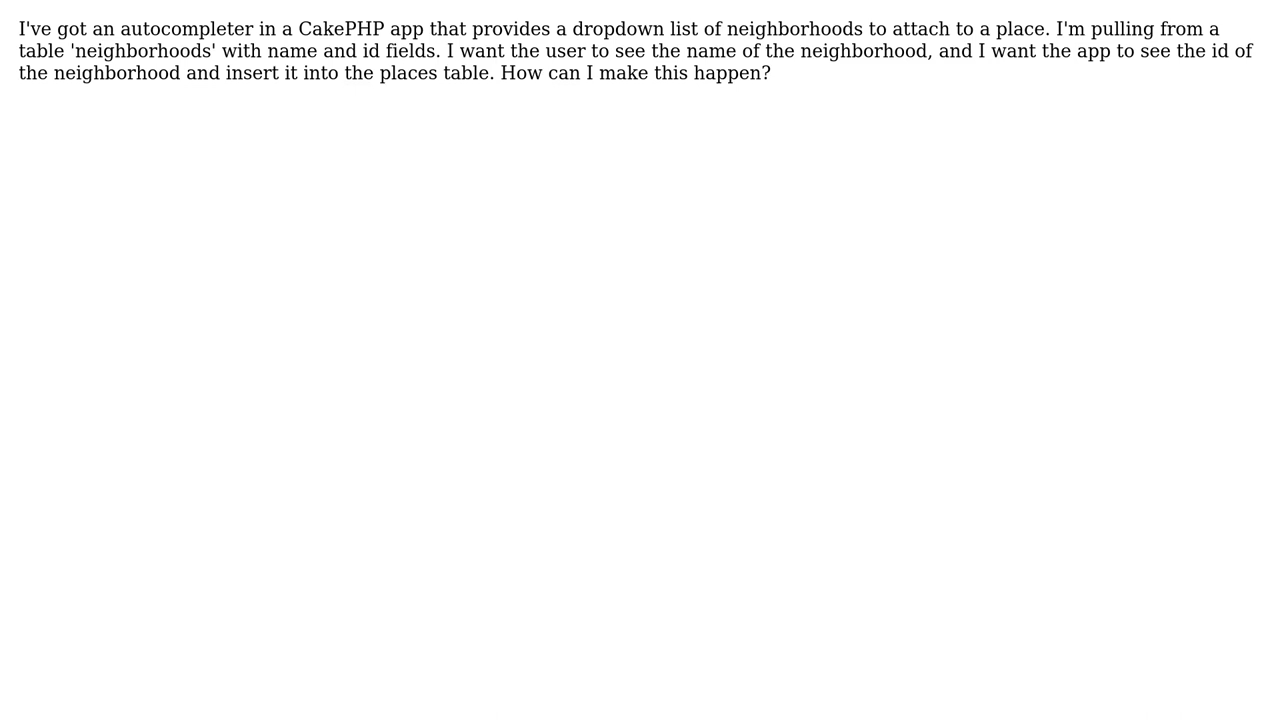 I've got an autocompleter in a CakePHP app that provides a dropdown list of neighborhoods to attach to a place. I'm pulling from a
table 'neighborhoods' with name and id fields. I want the user to see the name of the neighborhood, and I want the app to see the id of
the neighborhood and insert it into the places table. How can I make this happen?